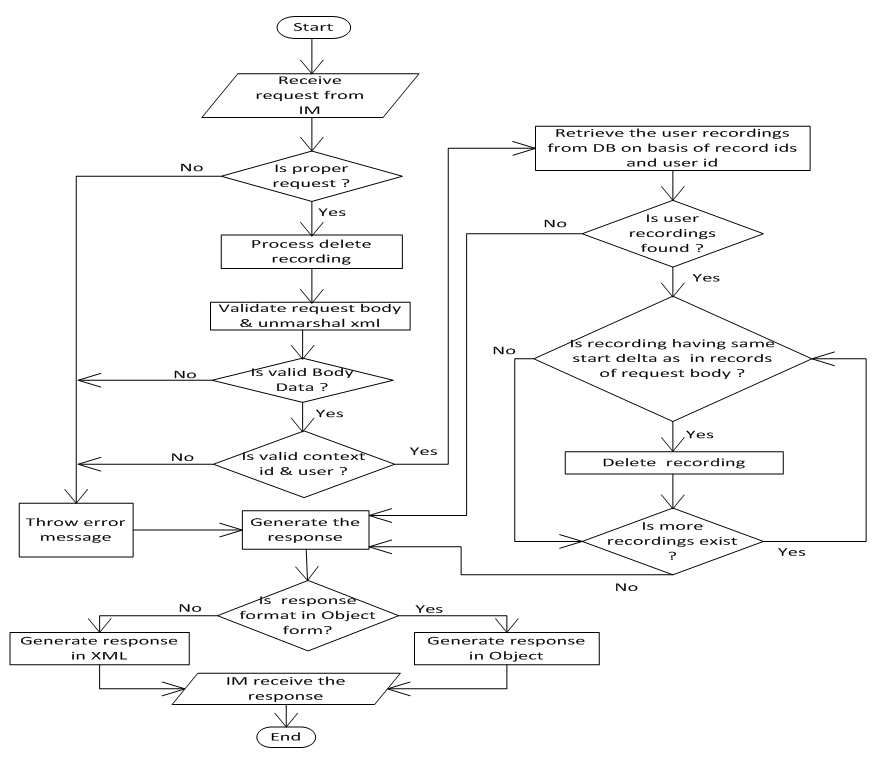 Start
Receive
request from
IM
No
Is proper
request ?
Yes
Process delete
recording
Validate request body
& unmarshal xml
No
Is valid Body
Data ?
Yes
No
Is valid context
id & user ?
Yes
Throw error
message
Generate the
response
Retrieve the user recordings
from DB on basis of record ids
and user id
No
Is user
recordings
found ?
Yes
No
Is recording having same
start delta as in records
of request body ?
Yes
Delete recording
Is more
recordings exist
?
Yes
No
No
Is response
format in Object
form?
Yes
Generate response
in XML
Generate response
in Object
IM receive the
response
End